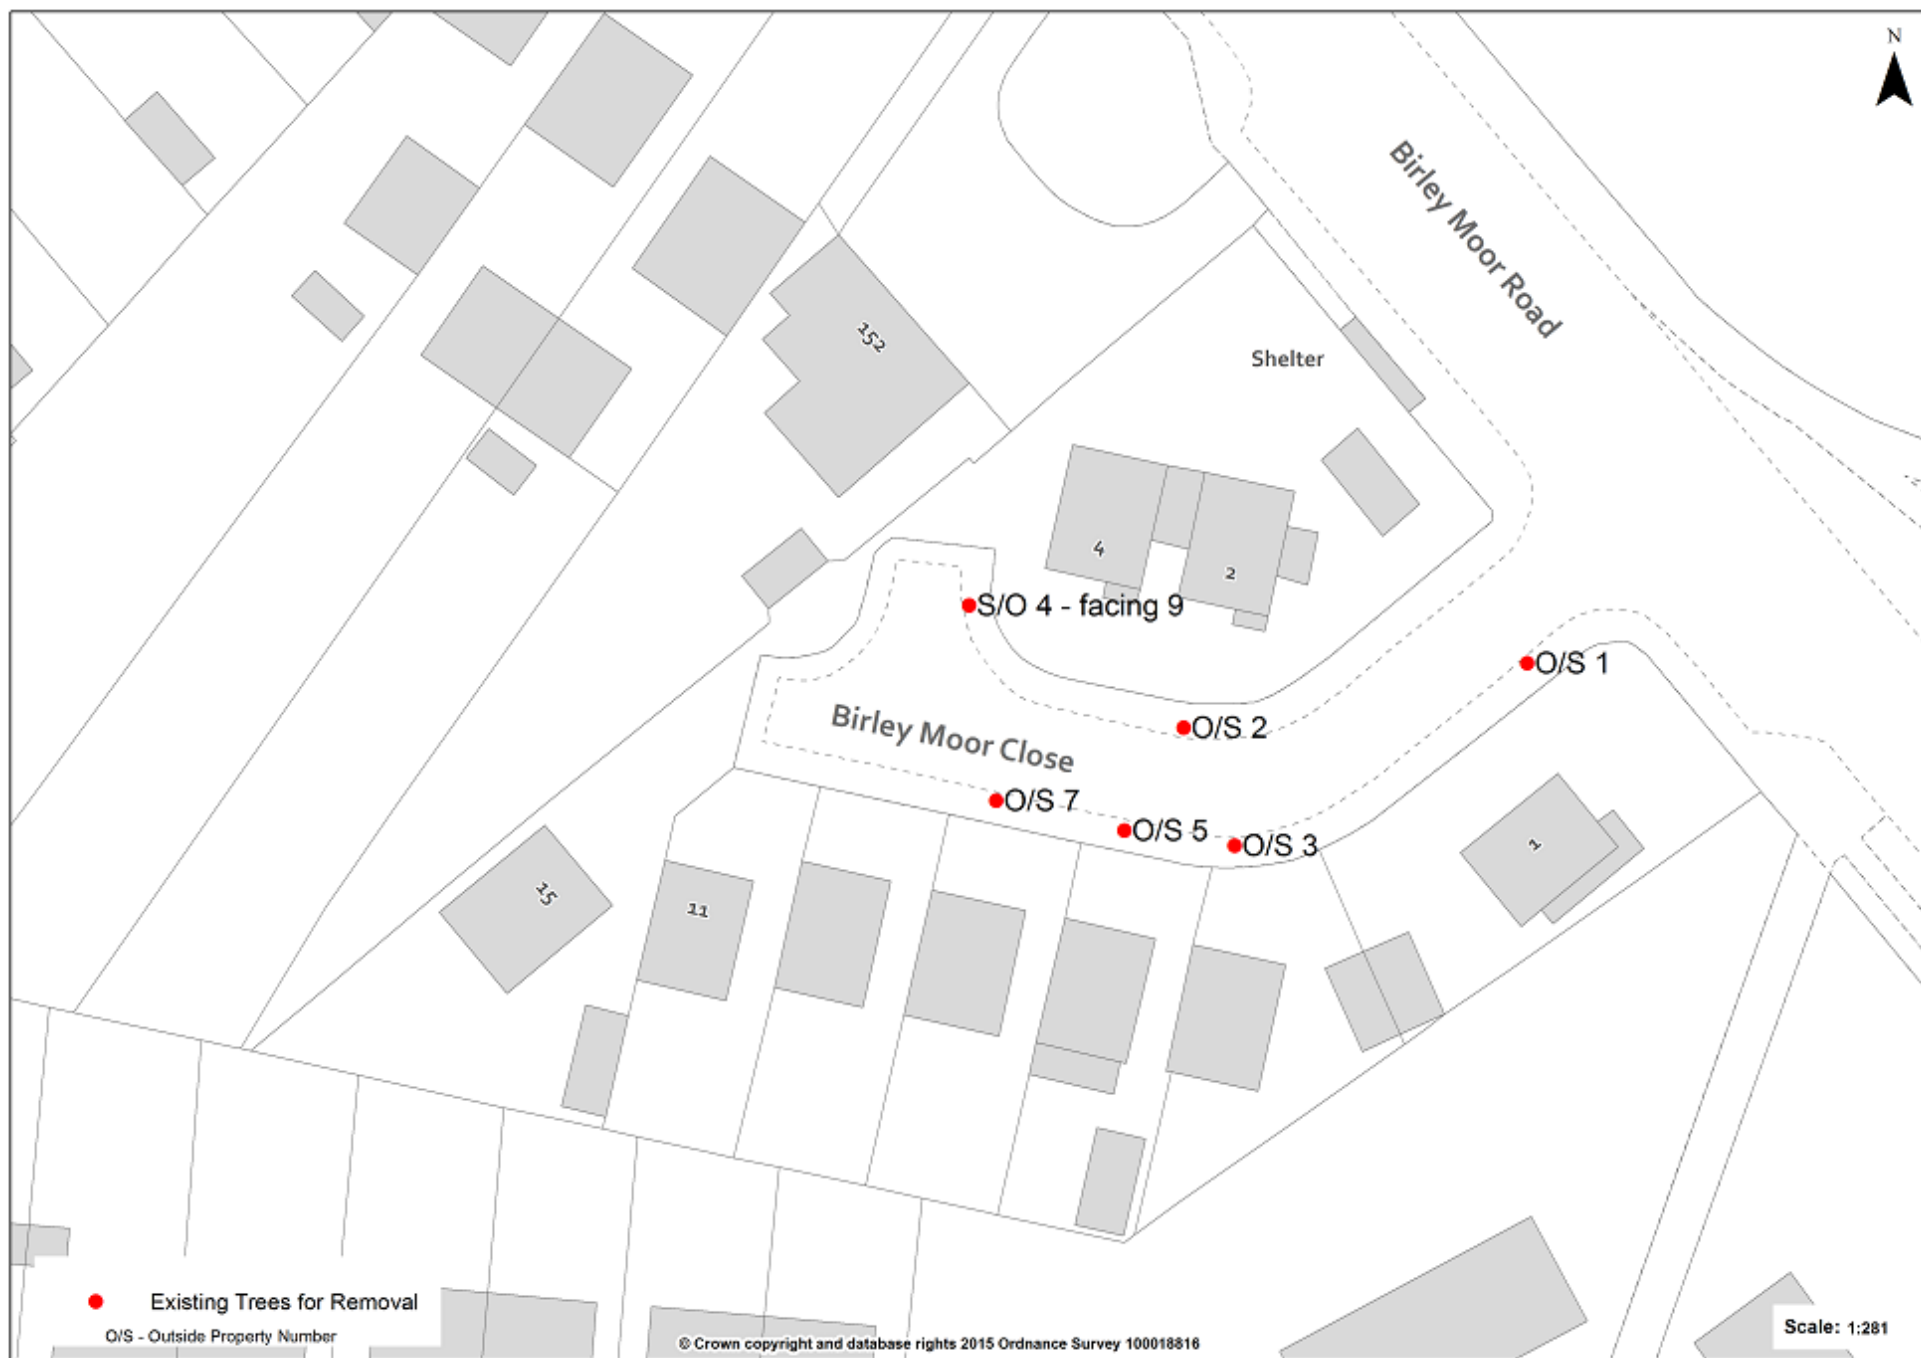 N
Birley Moor Road
152
Shelter
4
2
S/O 4 - facing 9
O/S 1
O/S 2
Birley Moor Close
O/S 7
O/S 5
O/S 3
1
15
11
Existing Trees for Removal
O/S - Outside Property Number
© Crown copyright and database rights 2015 Ordnance Survey 100018816
Scale: 1:281